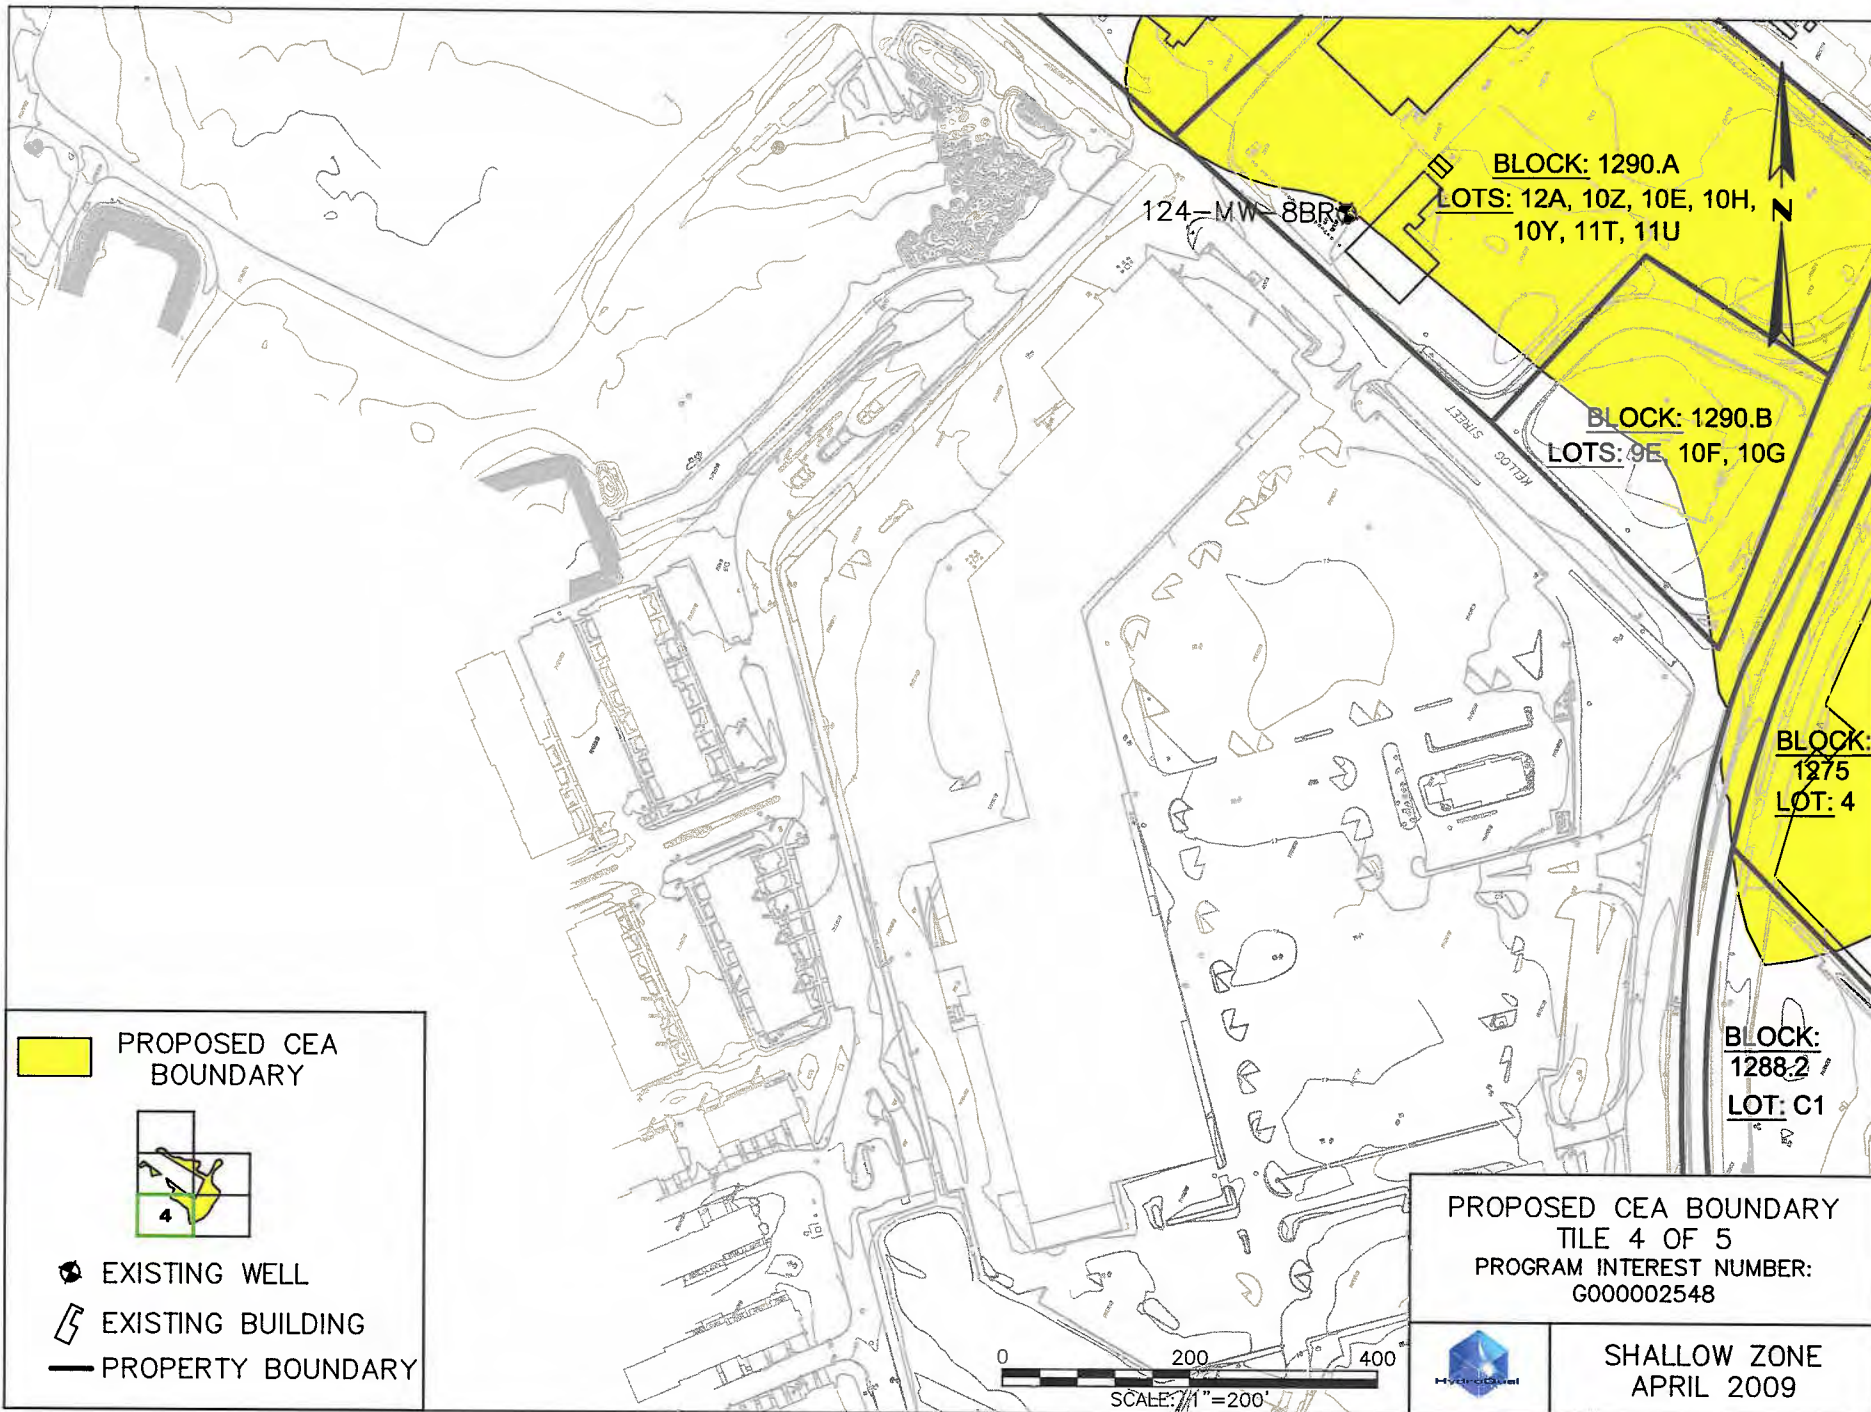 BLOCK: 1290.A
LOTS: 12A, 10Z, 10E, 10H,
10Y, 11T, 11U
N
124-MW-8BR
BLOCK: 1290.B
LOTS: 9E, 10F, 10G
KELLOG STREET
BLOCK:
1275
LOT: 4
BLOCK:
1288.2
LOT: C1
PROPOSED CEA
BOUNDARY
4
EXISTING WELL
EXISTING BUILDING
PROPERTY BOUNDARY
0 200 400
SCALE: 1"=200'
PROPOSED CEA BOUNDARY
TILE 4 OF 5
PROGRAM INTEREST NUMBER:
G000002548
HydroQual
SHALLOW ZONE
APRIL 2009